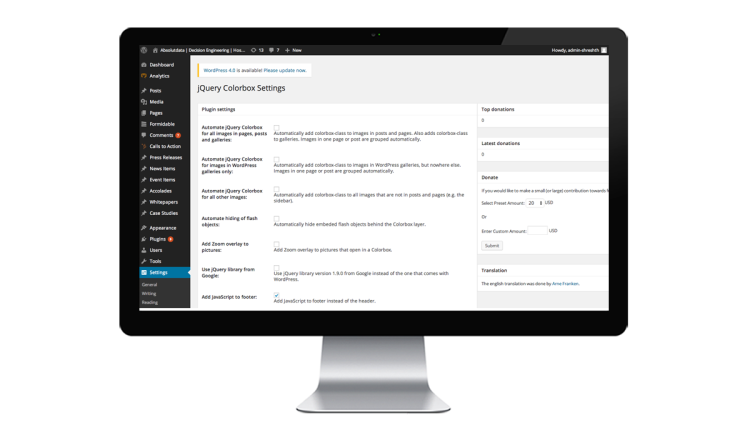 Absolutdata | Decision Engineering | Hos... 13 7 + New Howdy, admin-shrashth
Dashboard
Analytics
Posts
Media
Pages
Formidable
Comments
Calls to Action
Press Releases
News Items
Event Items
Accolades
Whitepapers
Case Studies
Appearance
Plugins
Users
Tools
Settings
General
Writing
Reading
WordPress 4.0 is available! Please update now.
jQuery Colorbox Settings
Plugin settings
Automate jQuery Colorbox
for all images in pages, posts
and galleries:
Automatically add colorbox-class to images in posts and pages. Also adds colorbox-class
to galleries. Images in one page or post are grouped automatically.
Automate jQuery Colorbox
for images in WordPress
galleries only:
Automatically add colorbox-class to images in WordPress galleries, but nowhere else.
Images in one page or post are grouped automatically.
Automate jQuery Colorbox
for all other images:
Automatically add colorbox-class to all images that are not in posts and pages (e.g. the
sidebar).
Automate hiding of flash
objects:
Automatically hide embeded flash objects behind the Colorbox layer.
Add Zoom overlay to
pictures:
Add Zoom overlay to pictures that open in a Colorbox.
Use jQuery library from
Google:
Use jQuery library version 1.9.0 from Google instead of the one that comes with
WordPress.
Add JavaScript to footer:
Add JavaScript to footer instead of the header.
Top donations
0
Latest donations
0
Donate
If you would like to make a small (or large) contribution towards
Select Preset Amount: 20 USD
Or
Enter Custom Amount: USD
Submit
Translation
The english translation was done by Arne Franken.